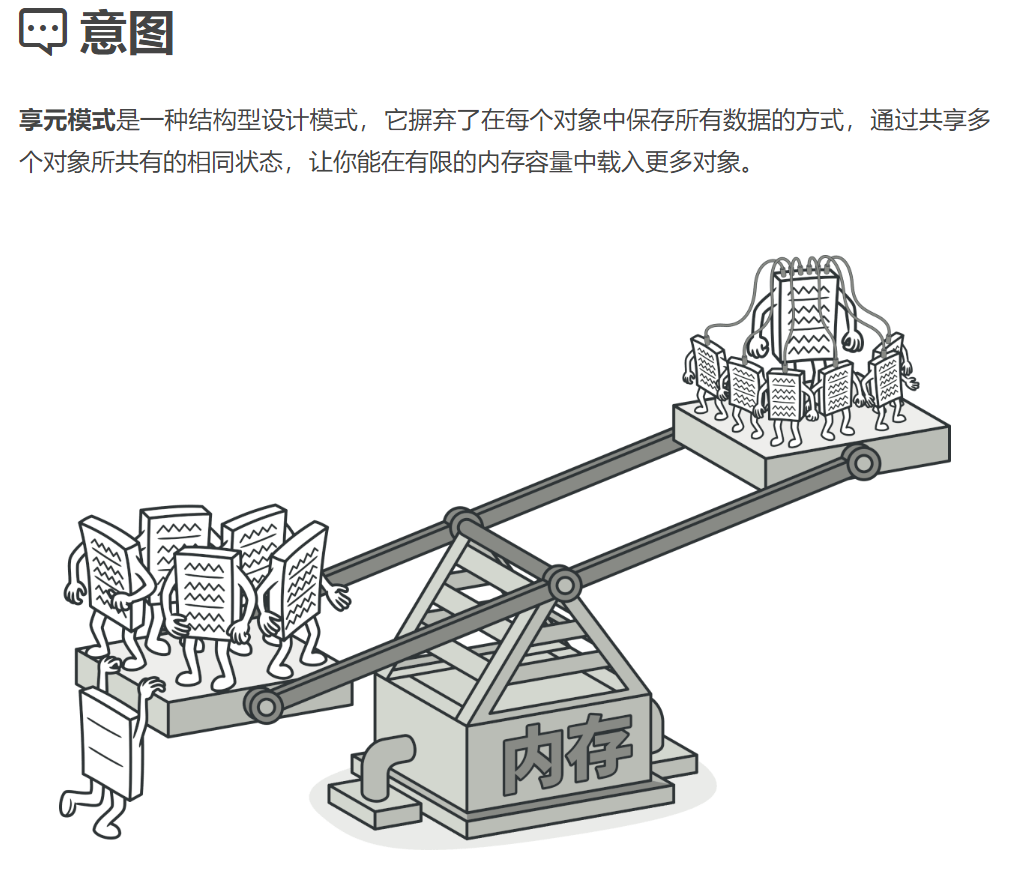 意图
享元模式是一种结构型设计模式，它摒弃了在每个对象中保存所有数据的方式，通过共享多
个对象所共有的相同状态，让你能在有限的内存容量中载入更多对象。
内存